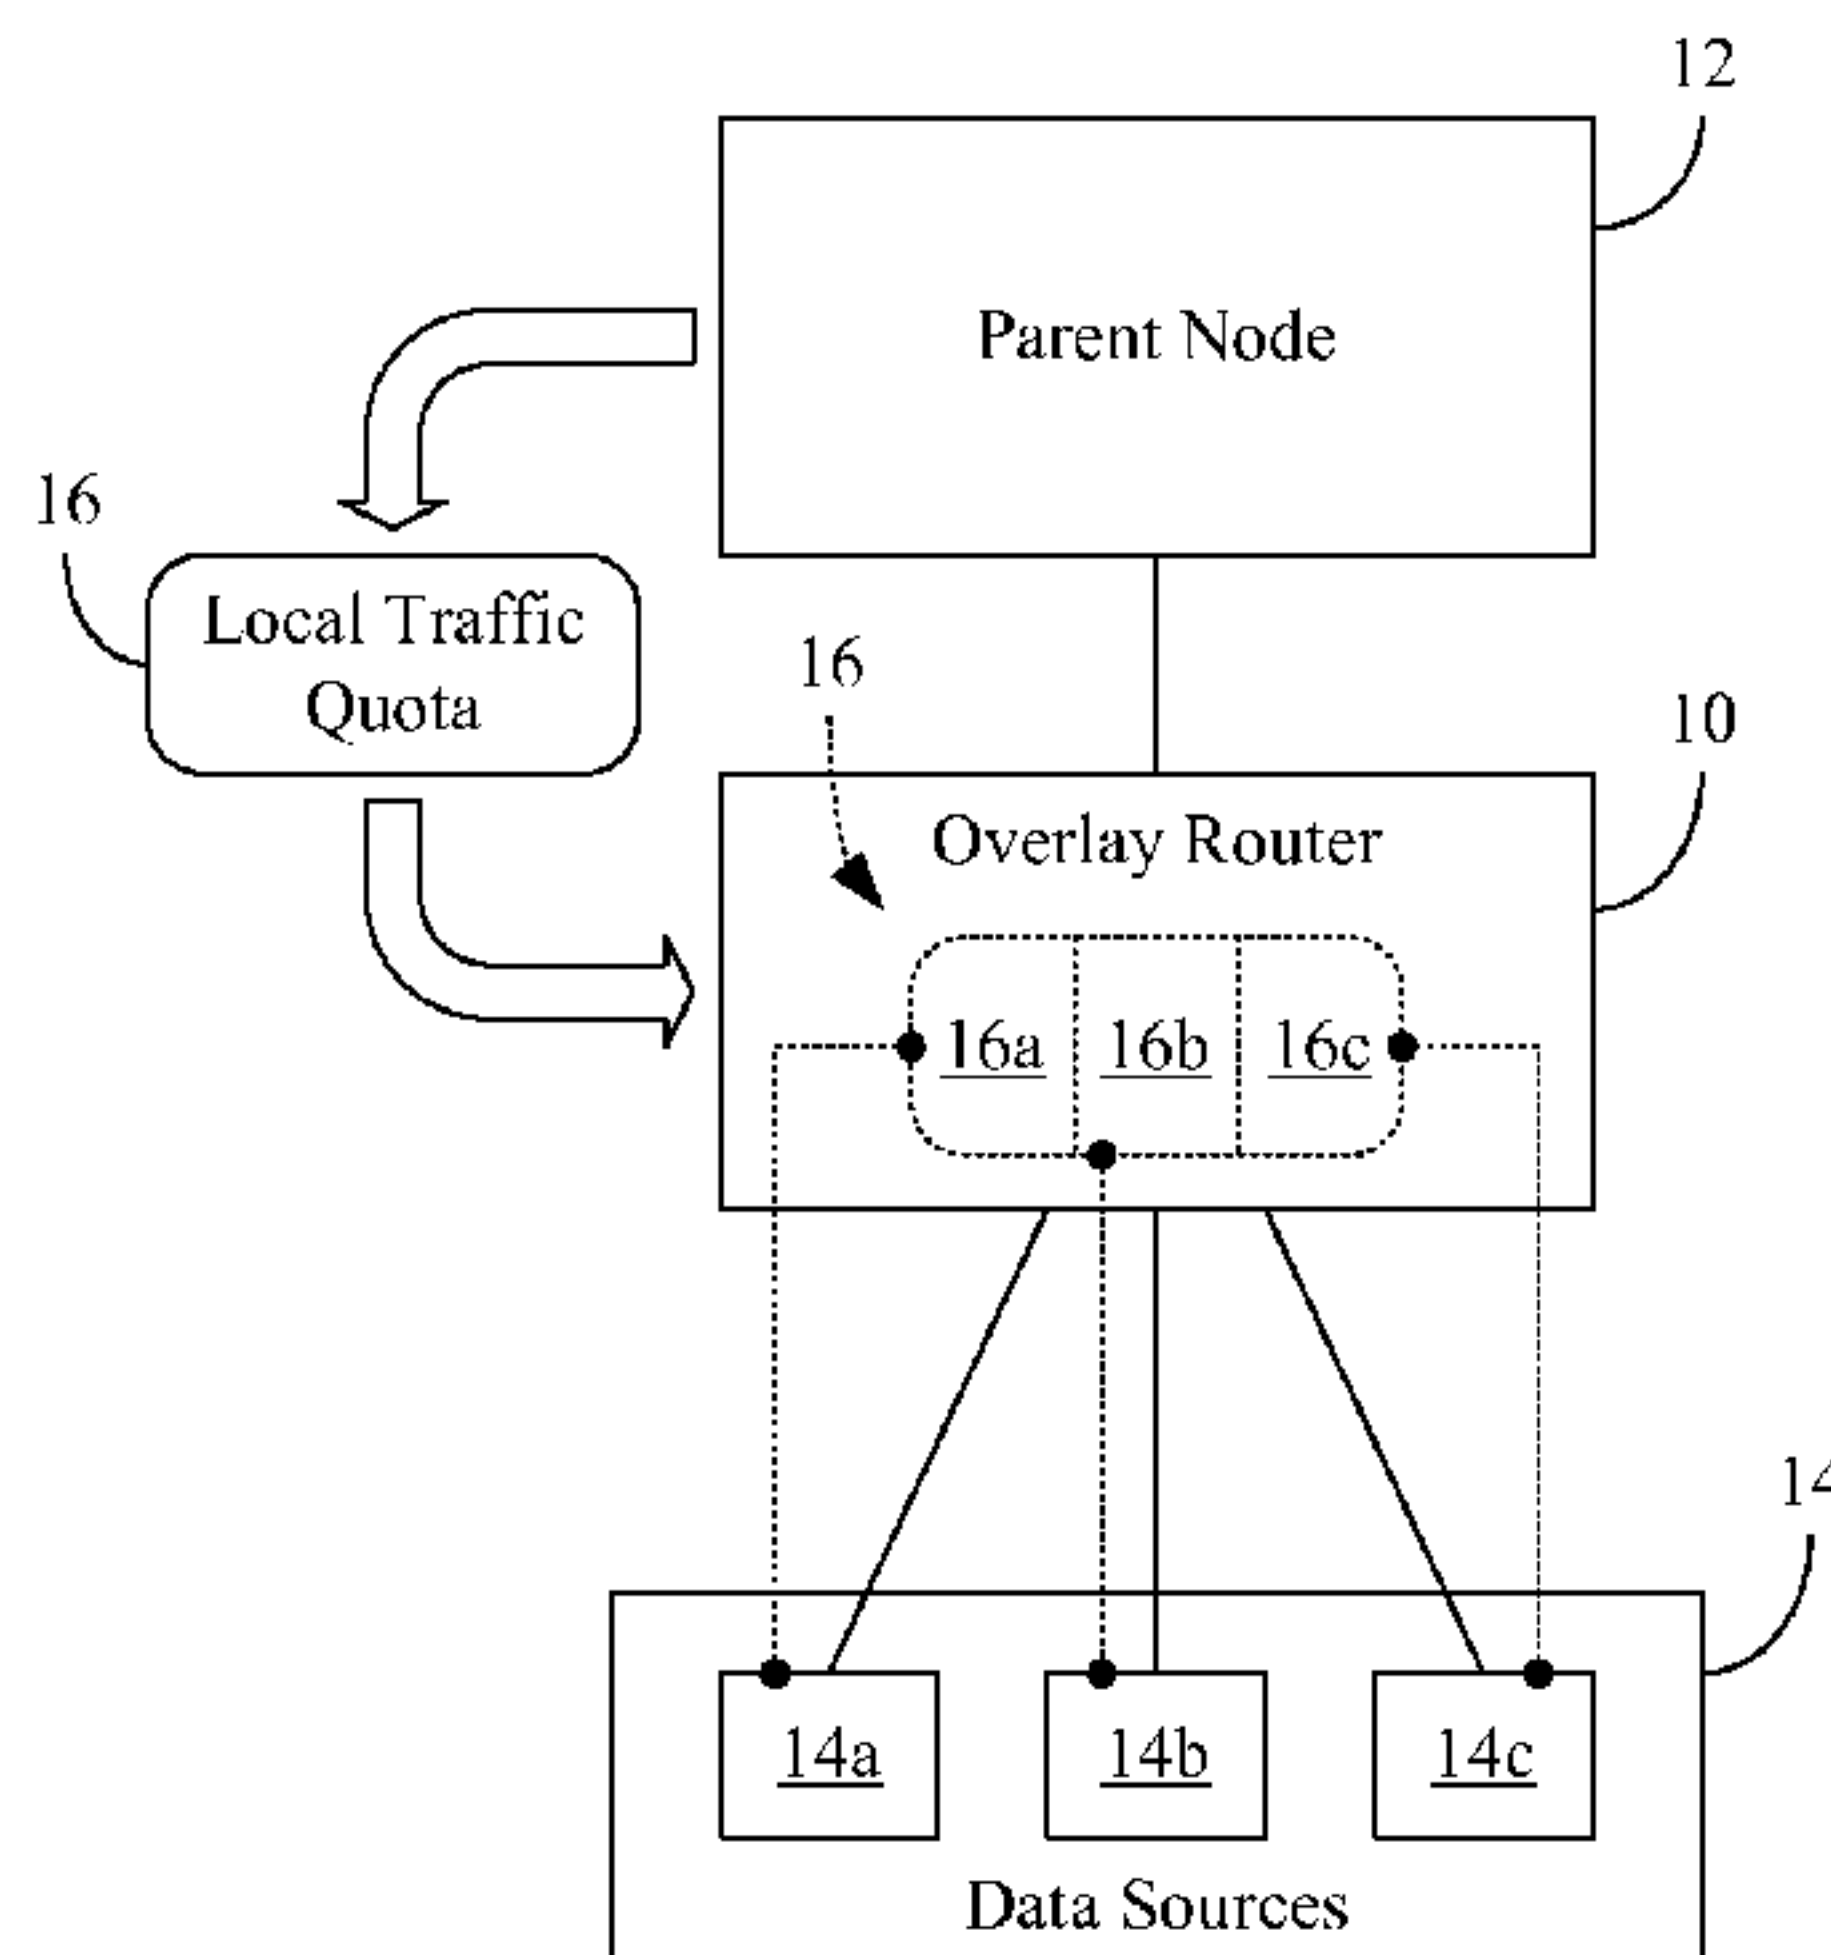 12
Parent Node
16
Local Traffic
Quota
16
10
Overlay Router
16a 16b 16c
14
14a 14b 14c
Data Sources